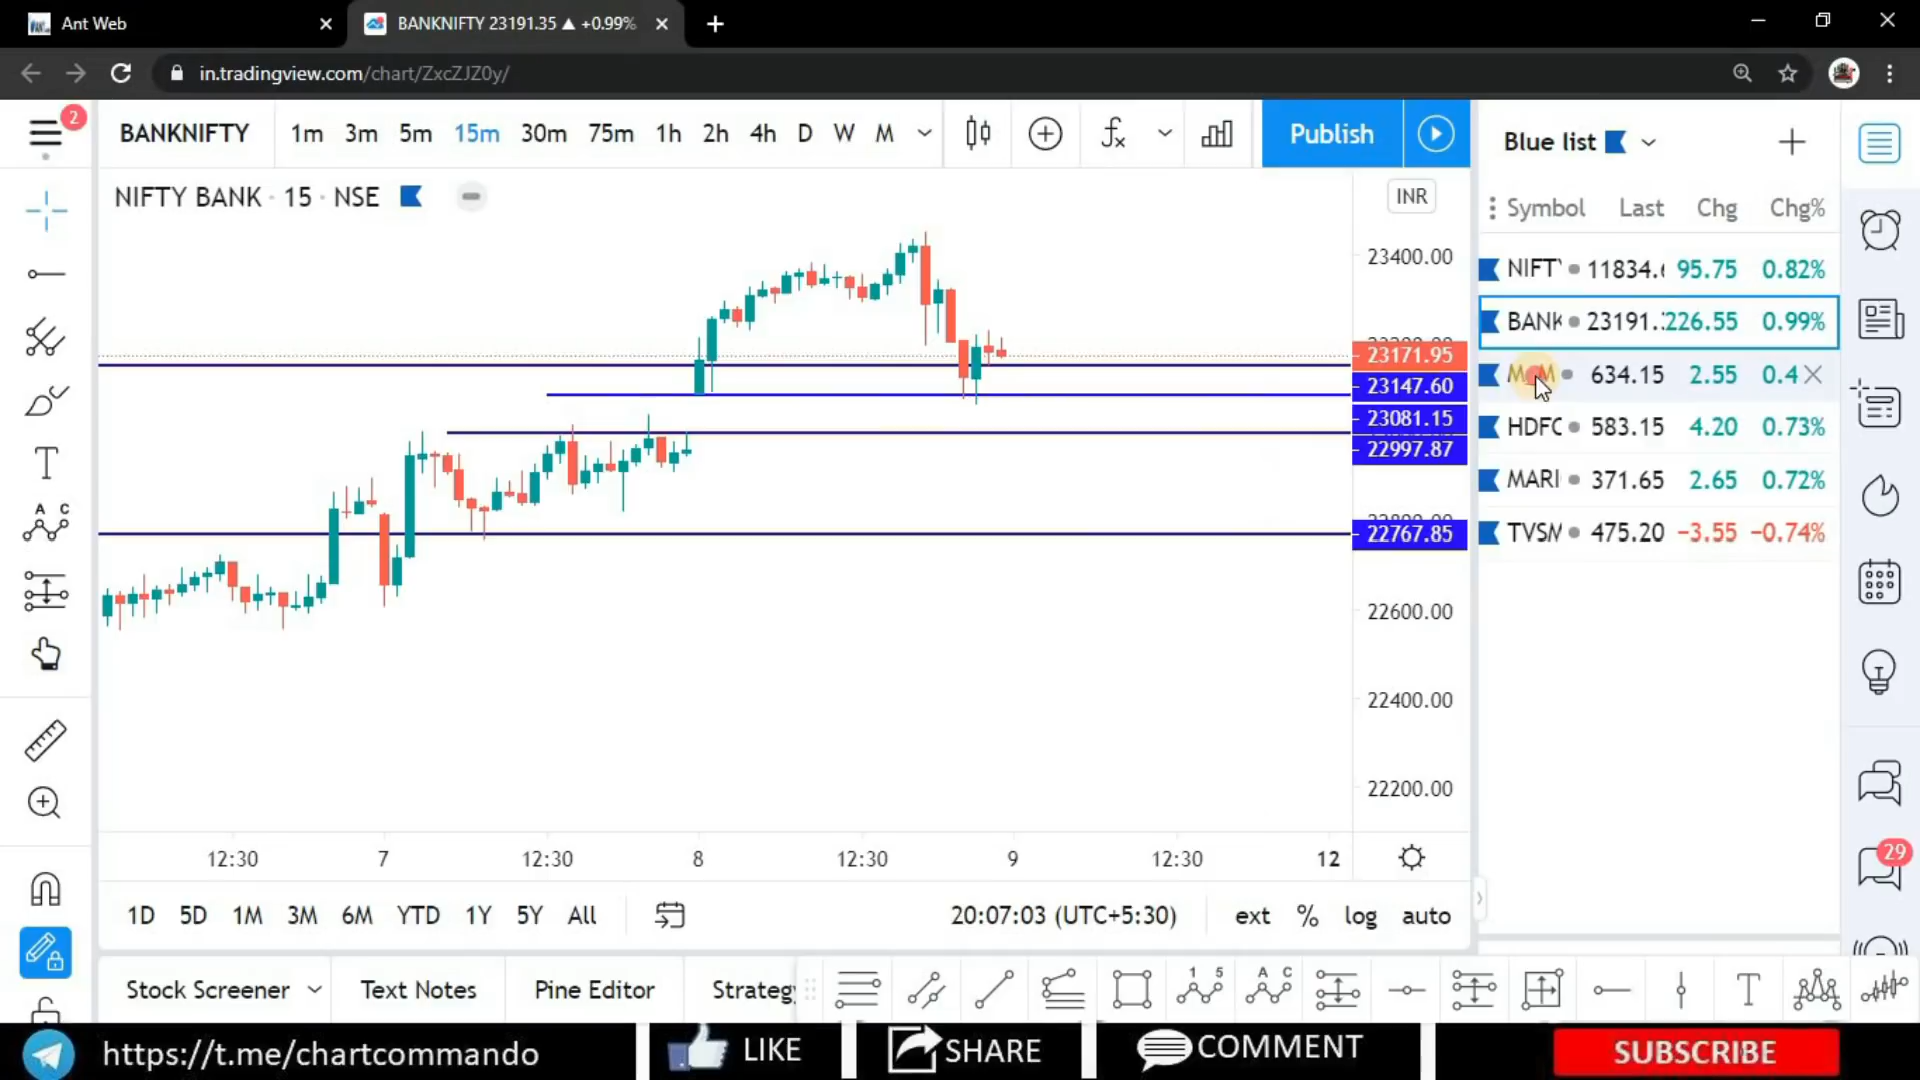 Ant Web
BANKNIFTY 23191.35 ▲ +0.99%
in.tradingview.com/chart/ZxcZJZ0y/
2
BANKNIFTY 1m 3m 5m 15m 30m 75m 1h 2h 4h D W M fx Publish
Blue list
NIFTY BANK · 15 · NSE
INR
Symbol Last Chg Chg%
NIFT 11834. 95.75 0.82%
BANK 23191. 226.55 0.99%
M&M 634.15 2.55 0.4
HDFC 583.15 4.20 0.73%
MARI 371.65 2.65 0.72%
TVSM 475.20 −3.55 −0.74%
23400.00
23171.95
23147.60
23081.15
22997.87
22767.85
22600.00
22400.00
22200.00
12:30 7 12:30 8 12:30 9 12:30 12
1D 5D 1M 3M 6M YTD 1Y 5Y All
20:07:03 (UTC+5:30) ext % log auto
29
Stock Screener Text Notes Pine Editor Strategy
https://t.me/chartcommando LIKE SHARE COMMENT SUBSCRIBE